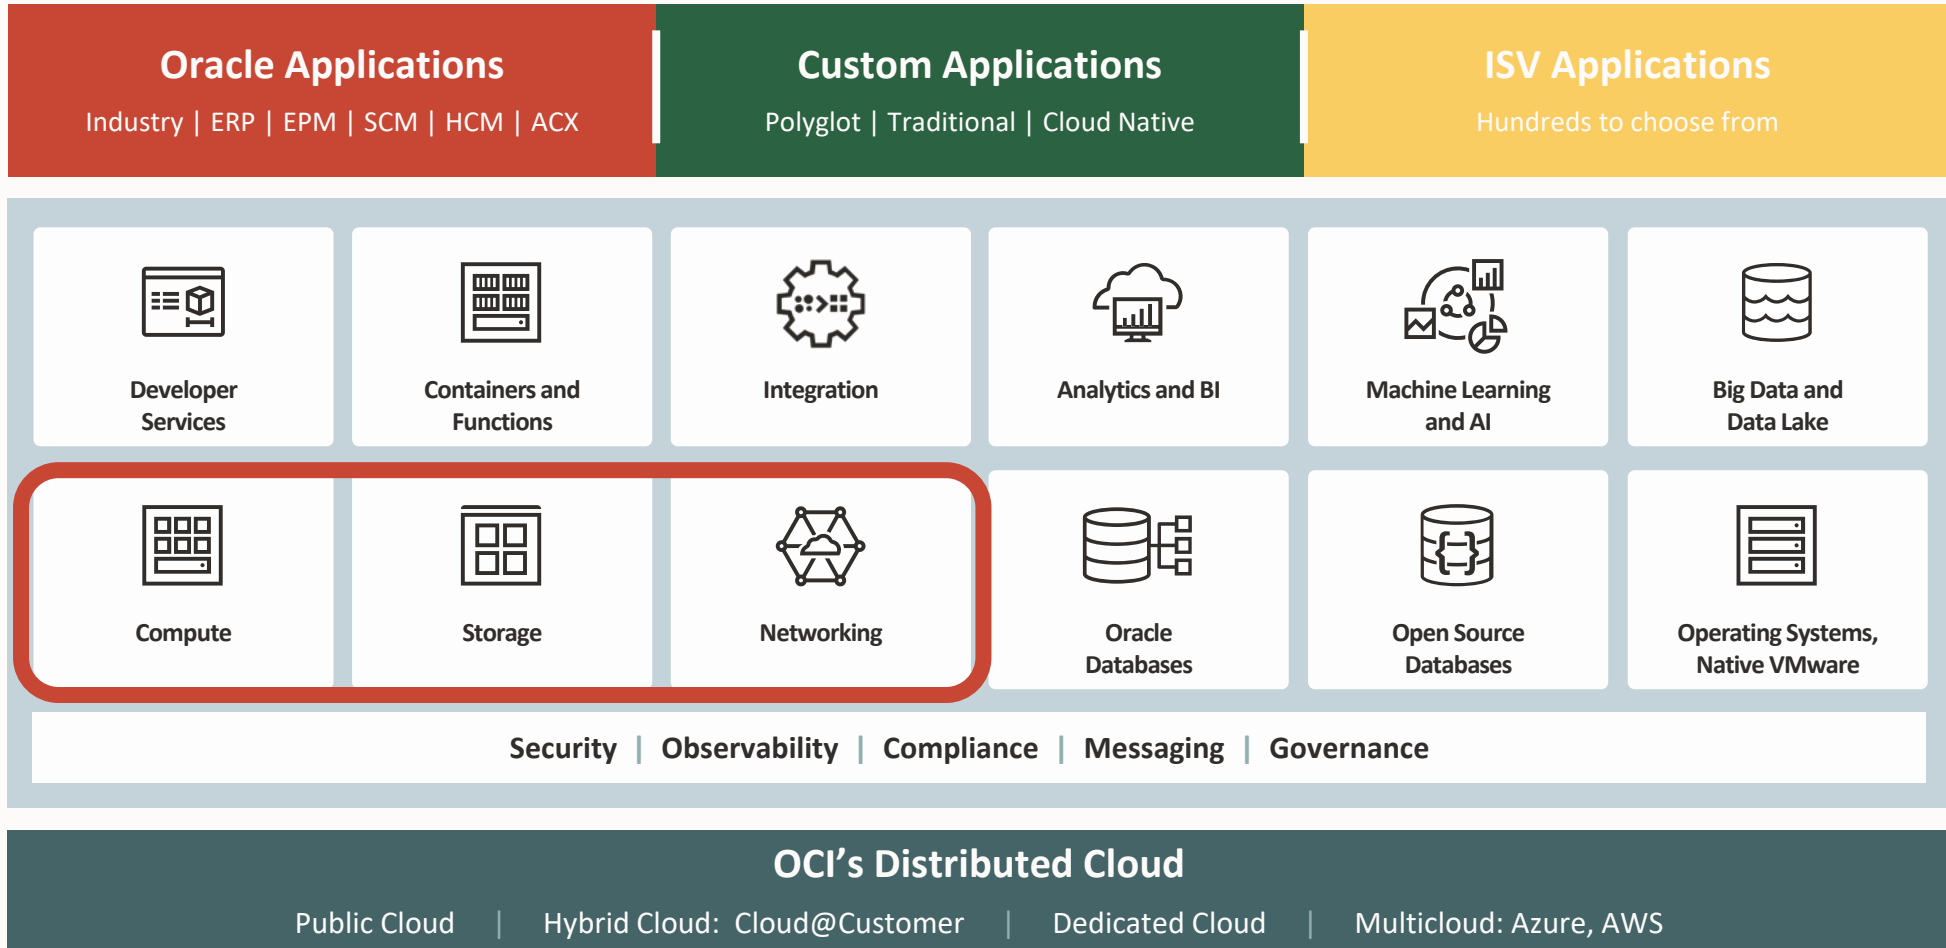 Oracle Applications
Industry | ERP | EPM | SCM | HCM | ACX
Custom Applications
Polyglot | Traditional | Cloud Native
ISV Applications
Hundreds to choose from
Developer
Services
Containers and
Functions
Integration
Analytics and BI
Machine Learning
and AI
Big Data and
Data Lake
Compute
Storage
Networking
Oracle
Databases
Open Source
Databases
Operating Systems,
Native VMware
Security | Observability | Compliance | Messaging | Governance
OCI’s Distributed Cloud
Public Cloud | Hybrid Cloud: Cloud@Customer | Dedicated Cloud | Multicloud: Azure, AWS